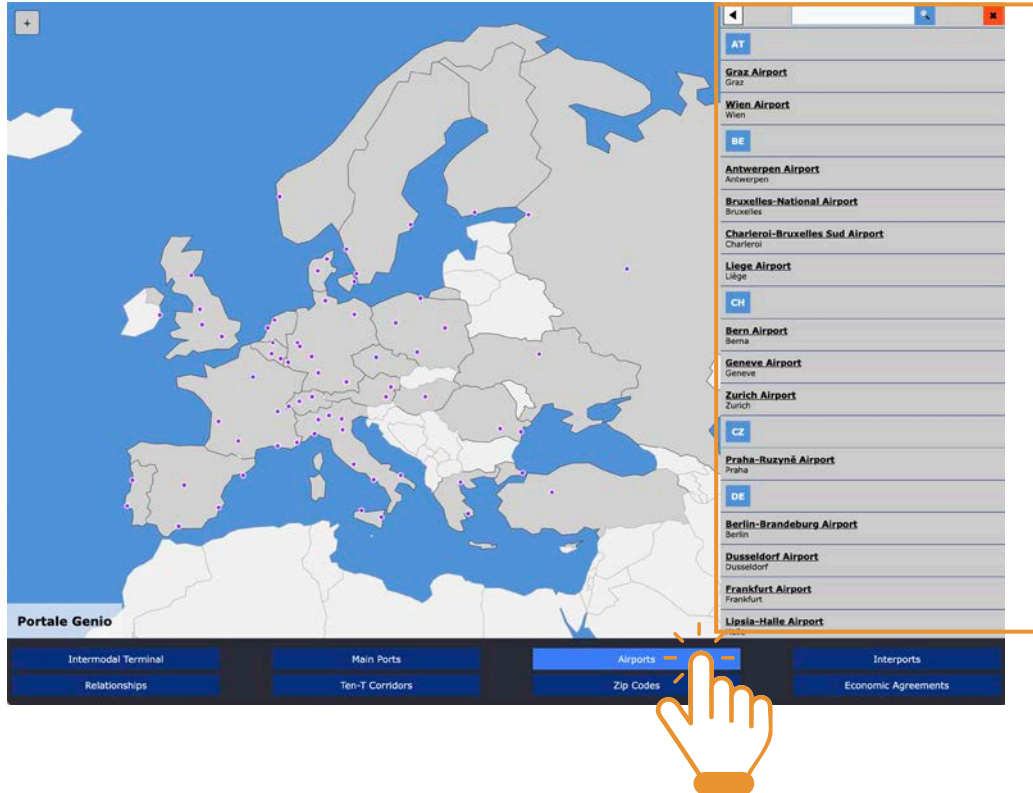 +
AT
Graz Airport
Graz
Wien Airport
Wien
BE
Antwerpen Airport
Antwerpen
Bruxelles-National Airport
Bruxelles
Charleroi-Bruxelles Sud Airport
Charleroi
Liege Airport
Liège
CH
Bern Airport
Berna
Geneve Airport
Geneve
Zurich Airport
Zurich
CZ
Praha-Ruzyně Airport
Praha
DE
Berlin-Brandeburg Airport
Berlin
Dusseldorf Airport
Dusseldorf
Frankfurt Airport
Frankfurt
Lipsia-Halle Airport
Halle
Portale Genio
Intermodal Terminal
Main Ports
Airports
Interports
Relationships
Ten-T Corridors
Zip Codes
Economic Agreements